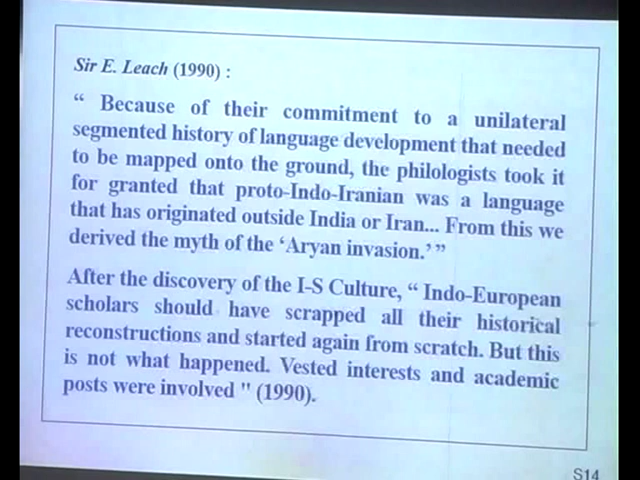 Sir E. Leach (1990) :
“ Because of their commitment to a unilateral
segmented history of language development that needed
to be mapped onto the ground, the philologists took it
for granted that proto-Indo-Iranian was a language
that has originated outside India or Iran... From this we
derived the myth of the ‘Aryan invasion.’ ”
After the discovery of the I-S Culture, “ Indo-European
scholars should have scrapped all their historical
reconstructions and started again from scratch. But this
is not what happened. Vested interests and academic
posts were involved " (1990).
S14